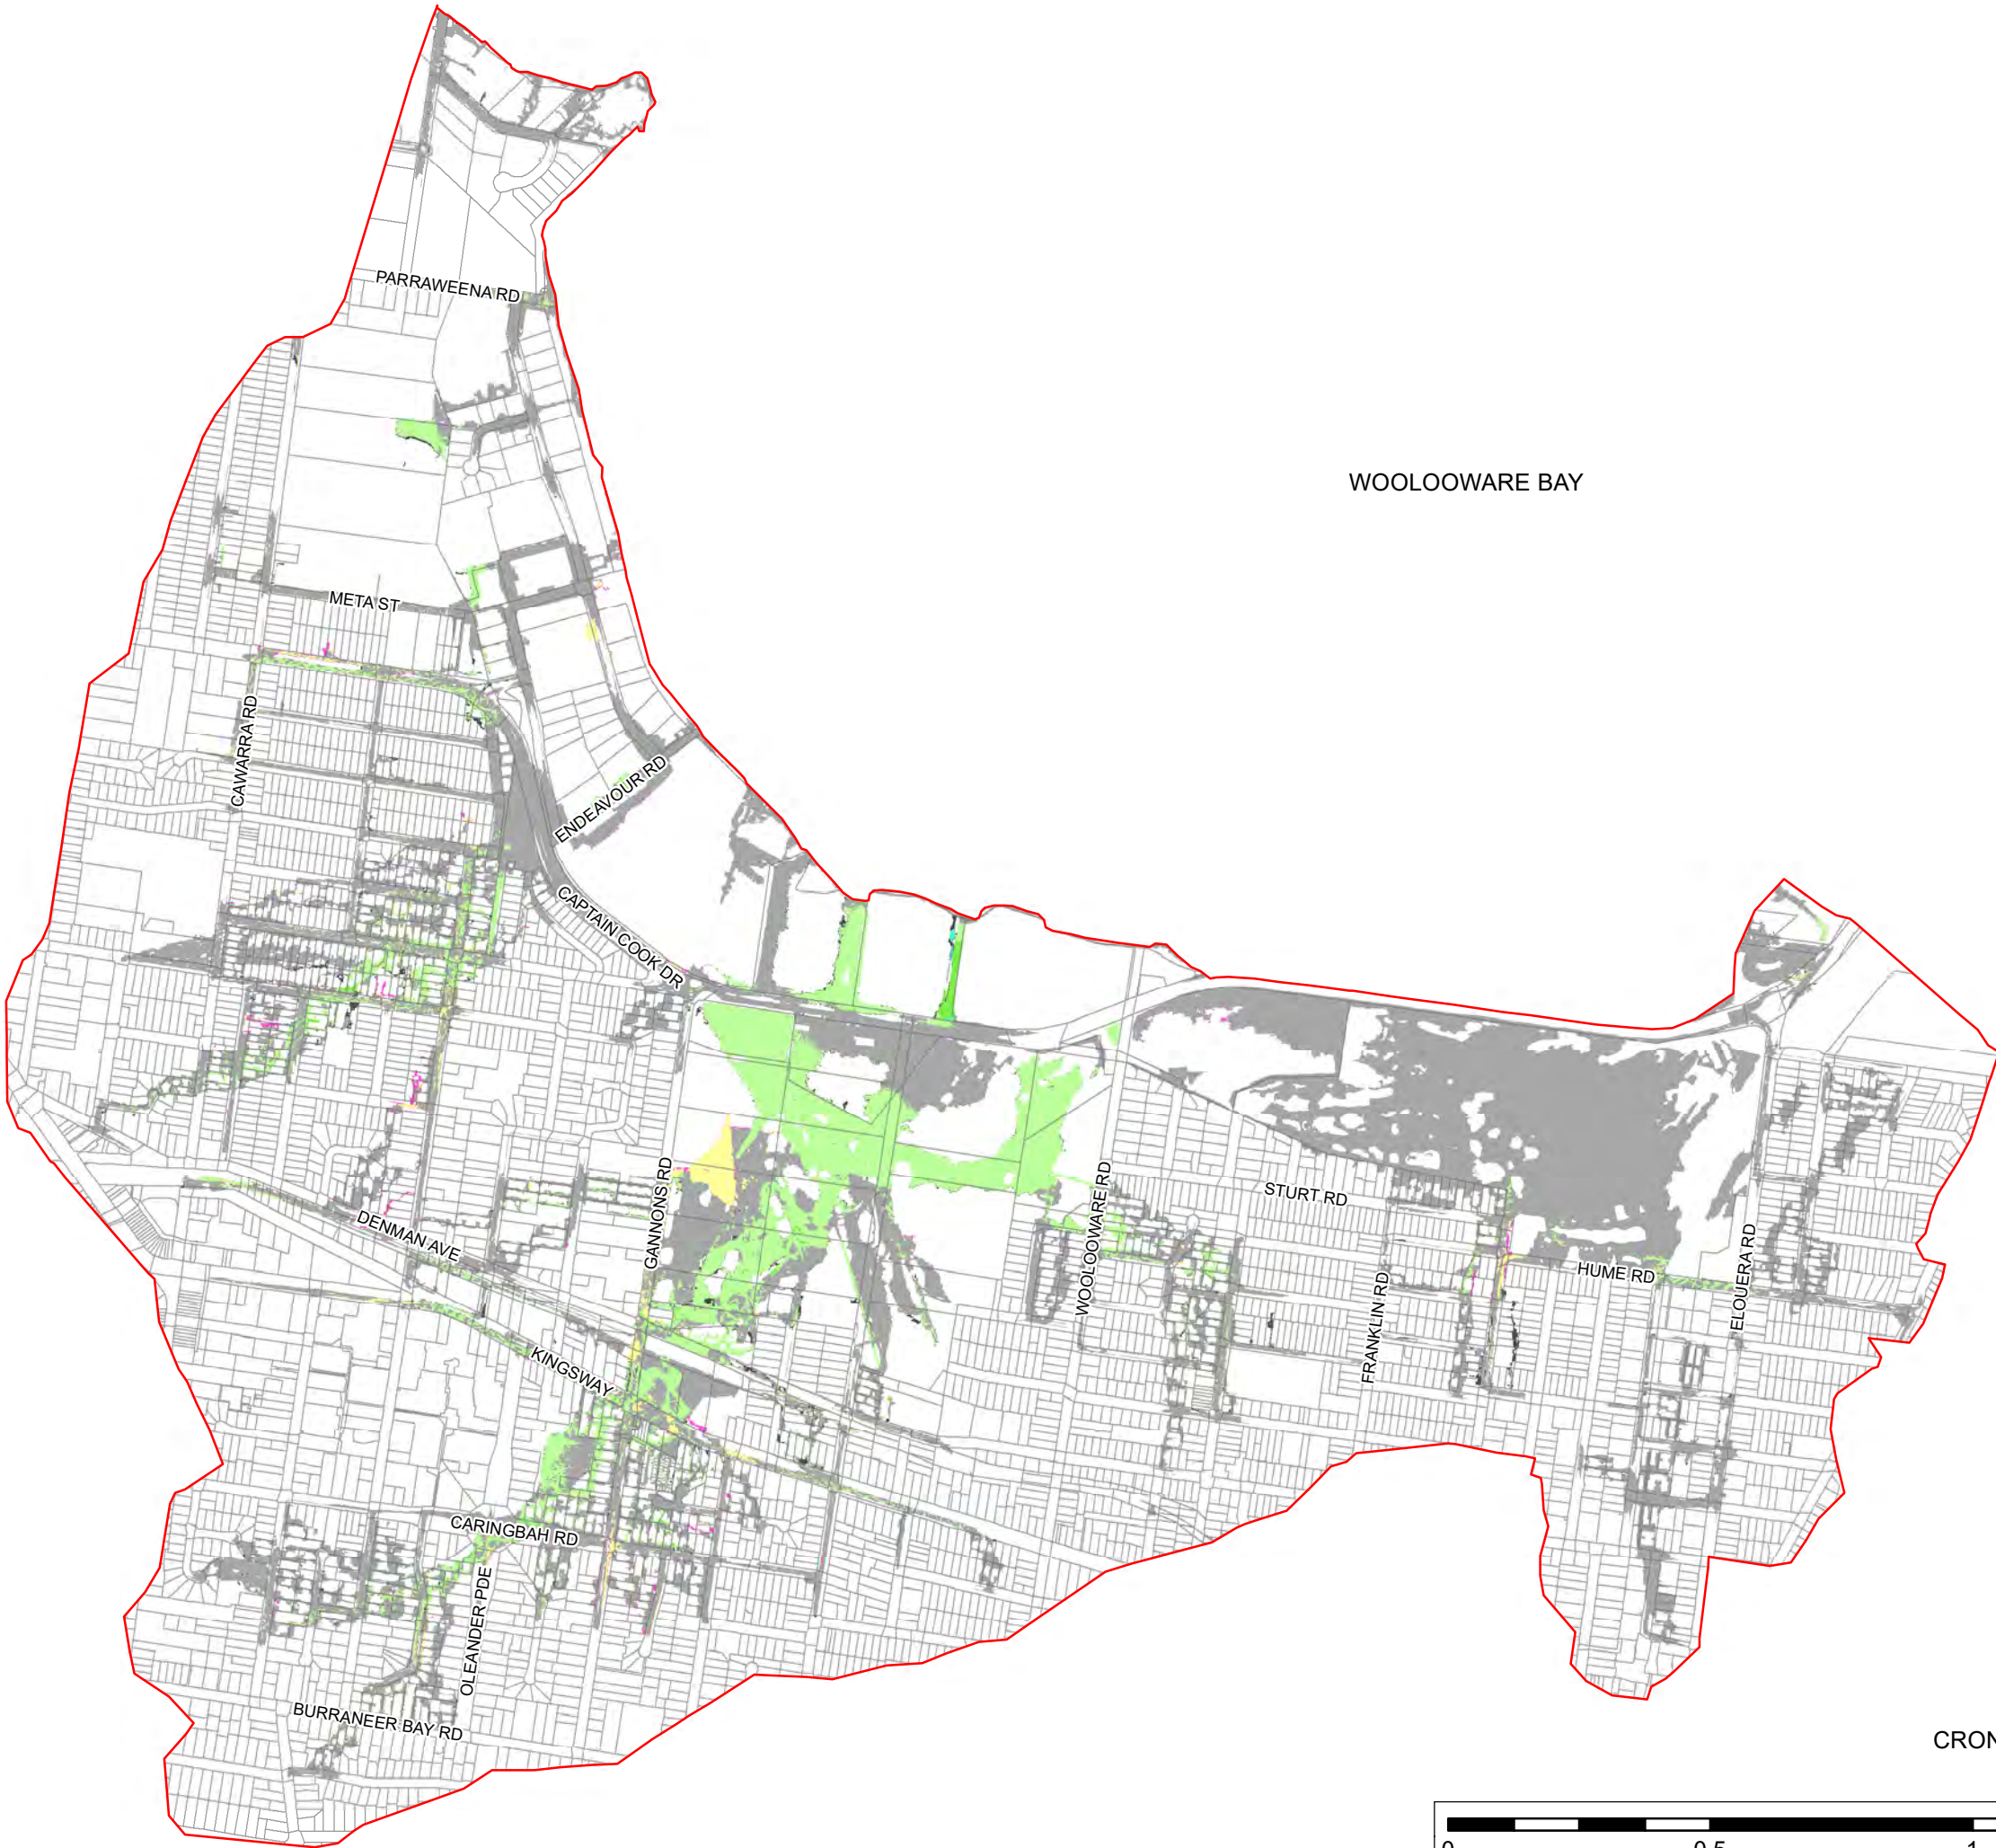 PARRAWEENA RD
WOOLOOWARE BAY
META ST
CAWARRA RD
ENDEAVOUR RD
CAPTAIN COOK DR
GANNONS RD
WOOLOOWARE RD
STURT RD
DENMAN AVE
HUME RD
ELOUERA RD
FRANKLIN RD
KINGSWAY
CARINGBAH RD
OLEANDER PDE
BURRANEER BAY RD
CRON
0 0.5 1